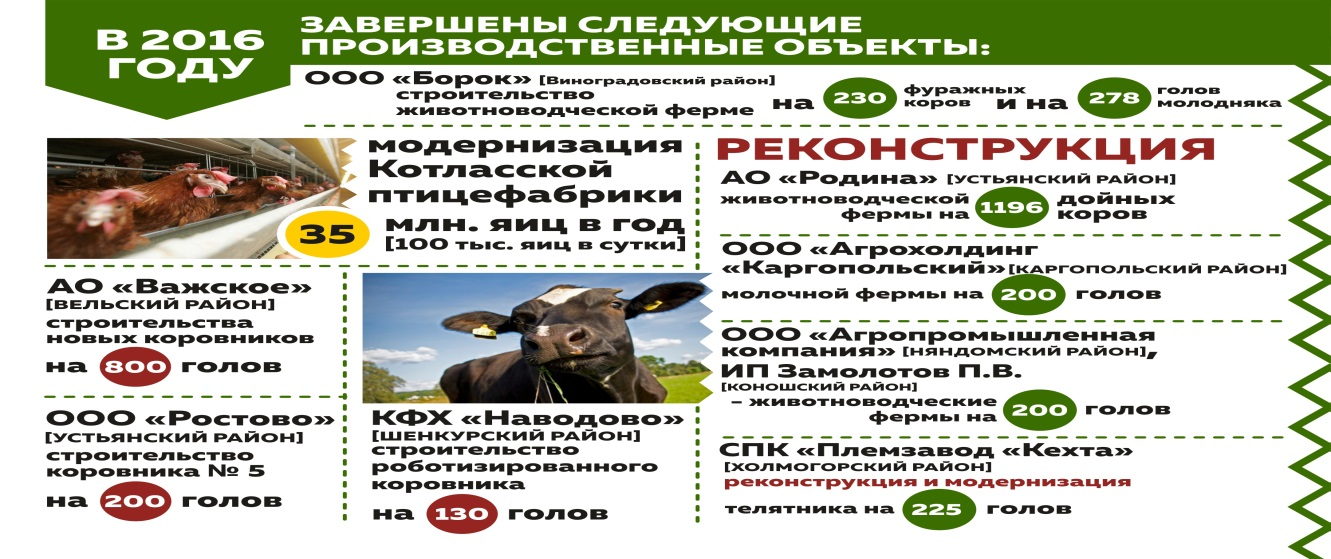 В 2016
ГОДУ
ЗАВЕРШЕНЫ СЛЕДУЮЩИЕ
ПРОИЗВОДСТВЕННЫЕ ОБЪЕКТЫ:
ООО «Борок» [Виноградовский район]
строительство
животноводческой ферме
на 230 фуражных коров и на 278 голов молодняка
модернизация
Котласской
птицефабрики
35 млн. яиц в год
[100 тыс. яиц в сутки]
АО «Важское»
[ВЕЛЬСКИЙ РАЙОН]
строительства
новых коровников
на 800 голов
ООО «Ростово»
[УСТЬЯНСКИЙ РАЙОН]
строительство
коровника № 5
на 200 голов
КФХ «Наводово»
[ШЕНКУРСКИЙ РАЙОН]
строительство
роботизированного
коровника
на 130 голов
РЕКОНСТРУКЦИЯ
АО «Родина» [УСТЬЯНСКИЙ РАЙОН]
животноводческой
фермы на 1196 дойных
коров
ООО «Агрохолдинг
«Каргопольский» [КАРГОПОЛЬСКИЙ РАЙОН]
молочной фермы на 200 голов
ООО «Агропромышленная
компания» [НЯНДОМСКИЙ РАЙОН],
ИП Замолотов П.В.
[КОНОШСКИЙ РАЙОН]
– животноводческие
фермы на 200 голов
СПК «Племзавод «Кехта»
[ХОЛМОГОРСКИЙ РАЙОН]
реконструкция и модернизация
телятника на 225 голов